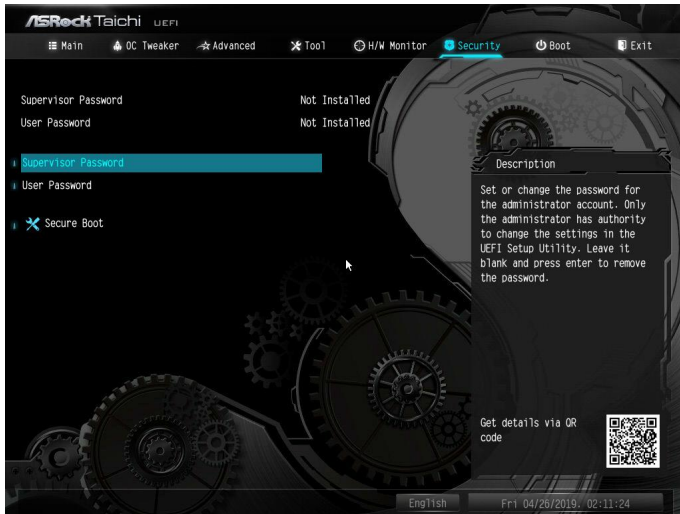 ASRock Taichi UEFI
Main OC Tweaker Advanced Tool H/W Monitor Security Boot Exit
Supervisor Password Not Installed
User Password Not Installed
Supervisor Password
User Password
Secure Boot
Description
Set or change the password for
the administrator account. Only
the administrator has authority
to change the settings in the
UEFI Setup Utility. Leave it
blank and press enter to remove
the password.
Get details via QR
code
English Fri 04/26/2019. 02:11:24